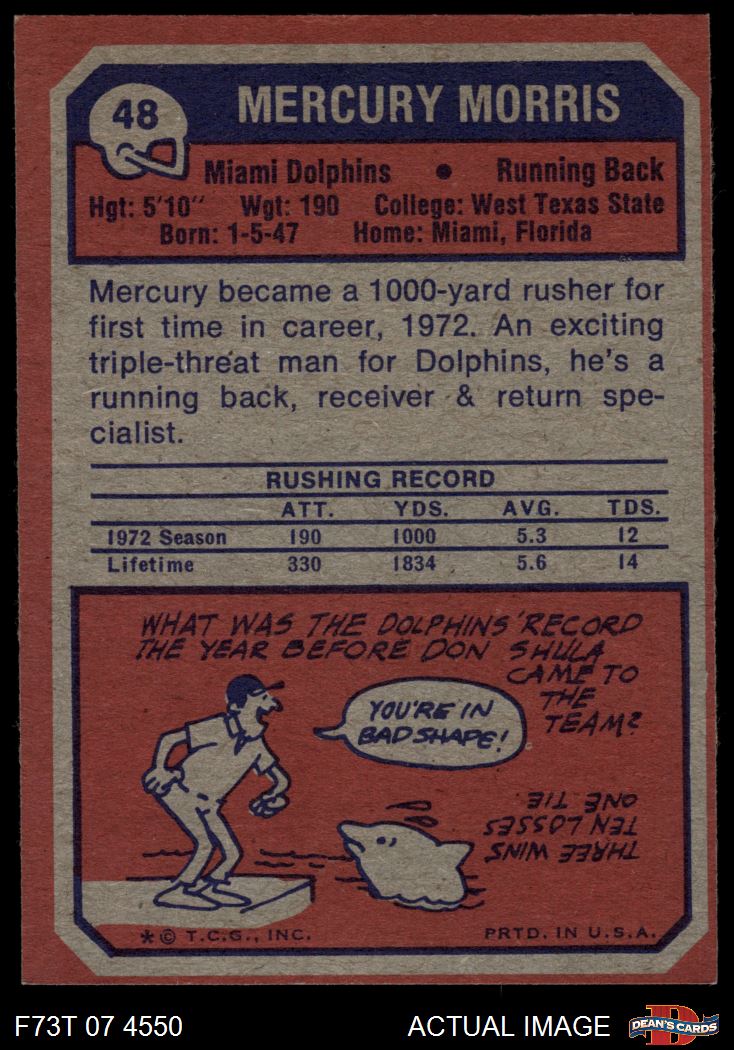 48
MERCURY MORRIS
Miami Dolphins • Running Back
Hgt: 5'10" Wgt: 190 College: West Texas State
Born: 1-5-47 Home: Miami, Florida
Mercury became a 1000-yard rusher for
first time in career, 1972. An exciting
triple-threat man for Dolphins, he's a
running back, receiver & return spe-
cialist.
RUSHING RECORD
ATT. YDS. AVG. TDS.
1972 Season 190 1000 5.3 12
Lifetime 330 1834 5.6 14
WHAT WAS THE DOLPHINS' RECORD
THE YEAR BEFORE DON SHULA
CAME TO
THE
TEAM?
YOU'RE IN
BAD SHAPE!
THREE WINS
TEN LOSSES
ONE TIE
* © T.C.G., INC. PRTD. IN U.S.A.
F73T 07 4550 ACTUAL IMAGE D DEAN'S CARDS